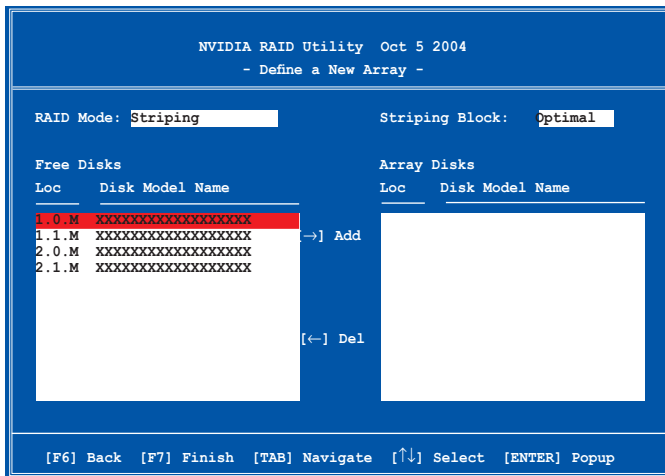 NVIDIA RAID Utility Oct 5 2004
- Define a New Array -
RAID Mode: Striping
Striping Block: Optimal
Free Disks
Loc Disk Model Name
1.0.M XXXXXXXXXXXXXXXXXX
1.1.M XXXXXXXXXXXXXXXXXX
2.0.M XXXXXXXXXXXXXXXXXX
2.1.M XXXXXXXXXXXXXXXXXX
[→] Add
[←] Del
Array Disks
Loc Disk Model Name
[F6] Back [F7] Finish [TAB] Navigate [↑↓] Select [ENTER] Popup